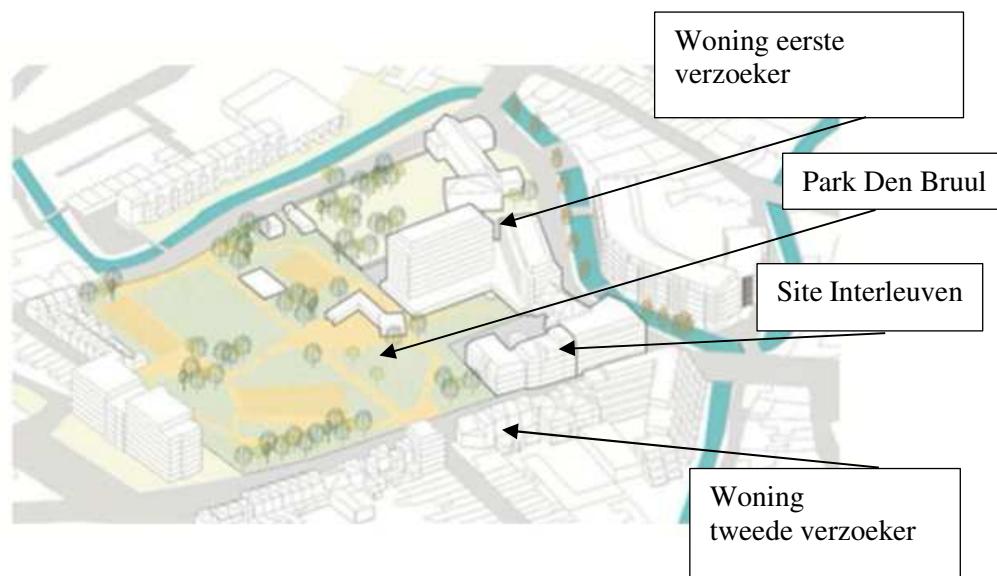 Woning eerste
verzoeker
Park Den Bruul
Site Interleuven
Woning
tweede verzoeker